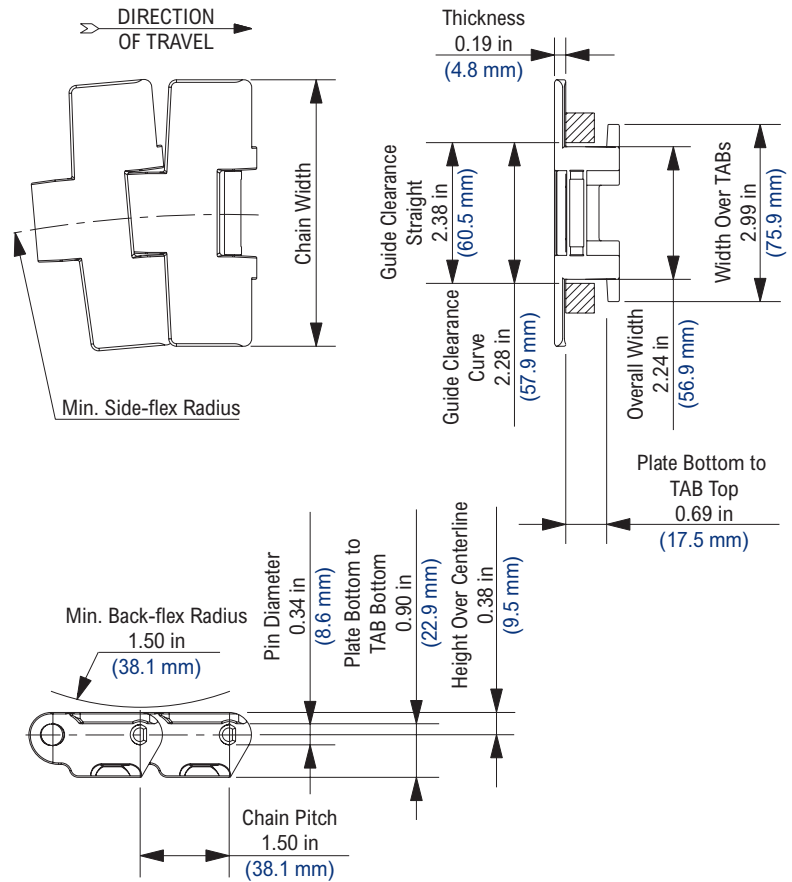 DIRECTION
OF TRAVEL
Thickness
0.19 in
(4.8 mm)
Chain Width
Guide Clearance
Straight
2.38 in
(60.5 mm)
Guide Clearance
Curve
2.28 in
(57.9 mm)
Width Over TABs
2.99 in
(75.9 mm)
Overall Width
2.24 in
(56.9 mm)
Min. Side-flex Radius
Plate Bottom to
TAB Top
0.69 in
(17.5 mm)
Min. Back-flex Radius
1.50 in
(38.1 mm)
Pin Diameter
0.34 in
(8.6 mm)
Plate Bottom to
TAB Bottom
0.90 in
(22.9 mm)
Height Over Centerline
0.38 in
(9.5 mm)
Chain Pitch
1.50 in
(38.1 mm)